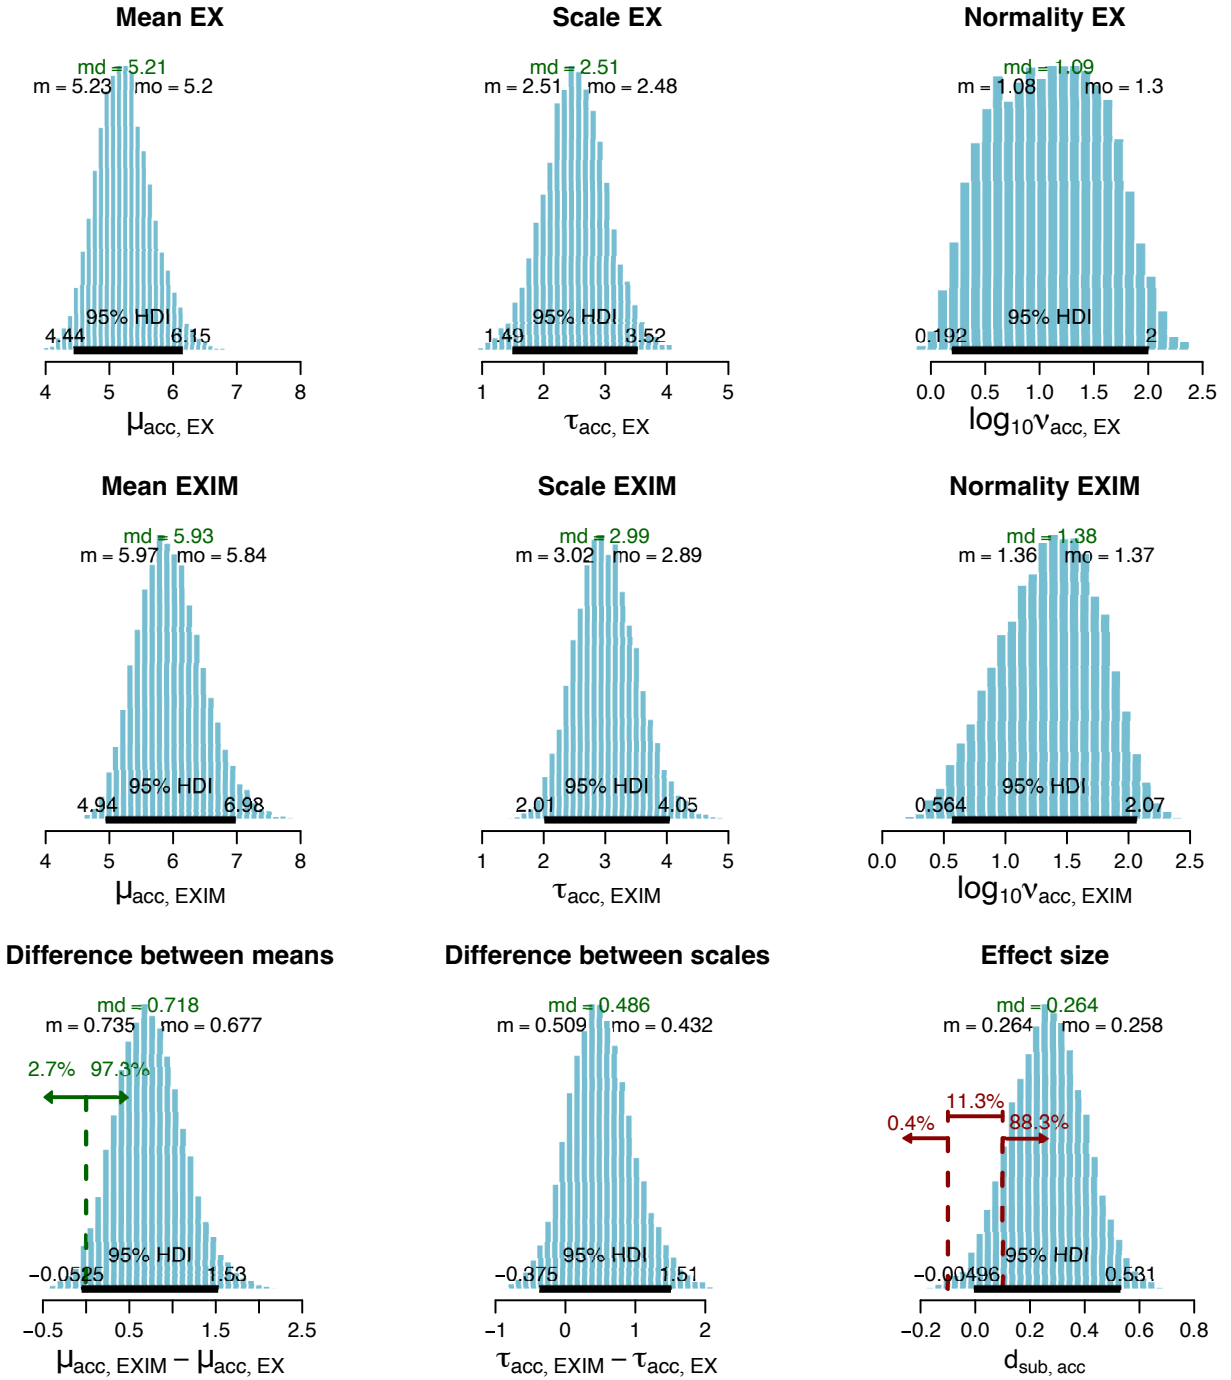 Mean EX
md = 5.21
m = 5.23 mo = 5.2
95% HDI
4.44 6.15
4 5 6 7 8
μacc, EX
Scale EX
md = 2.51
m = 2.51 mo = 2.48
95% HDI
1.49 3.52
1 2 3 4 5
τacc, EX
Normality EX
md = 1.09
m = 1.08 mo = 1.3
95% HDI
0.192 2
0.0 0.5 1.0 1.5 2.0 2.5
log10νacc, EX
Mean EXIM
md = 5.93
m = 5.97 mo = 5.84
95% HDI
4.94 6.98
4 5 6 7 8
μacc, EXIM
Scale EXIM
md = 2.99
m = 3.02 mo = 2.89
95% HDI
2.01 4.05
1 2 3 4 5
τacc, EXIM
Normality EXIM
md = 1.38
m = 1.36 mo = 1.37
95% HDI
0.564 2.07
0.0 0.5 1.0 1.5 2.0 2.5
log10νacc, EXIM
Difference between means
md = 0.718
m = 0.735 mo = 0.677
2.7% 97.3%
95% HDI
−0.0525 1.53
−0.5 0.5 1.5 2.5
μacc, EXIM − μacc, EX
Difference between scales
md = 0.486
m = 0.509 mo = 0.432
95% HDI
−0.375 1.51
−1 0 1 2
τacc, EXIM − τacc, EX
Effect size
md = 0.264
m = 0.264 mo = 0.258
11.3%
0.4% 88.3%
95% HDI
−0.00496 0.531
−0.2 0.0 0.2 0.4 0.6 0.8
dsub, acc